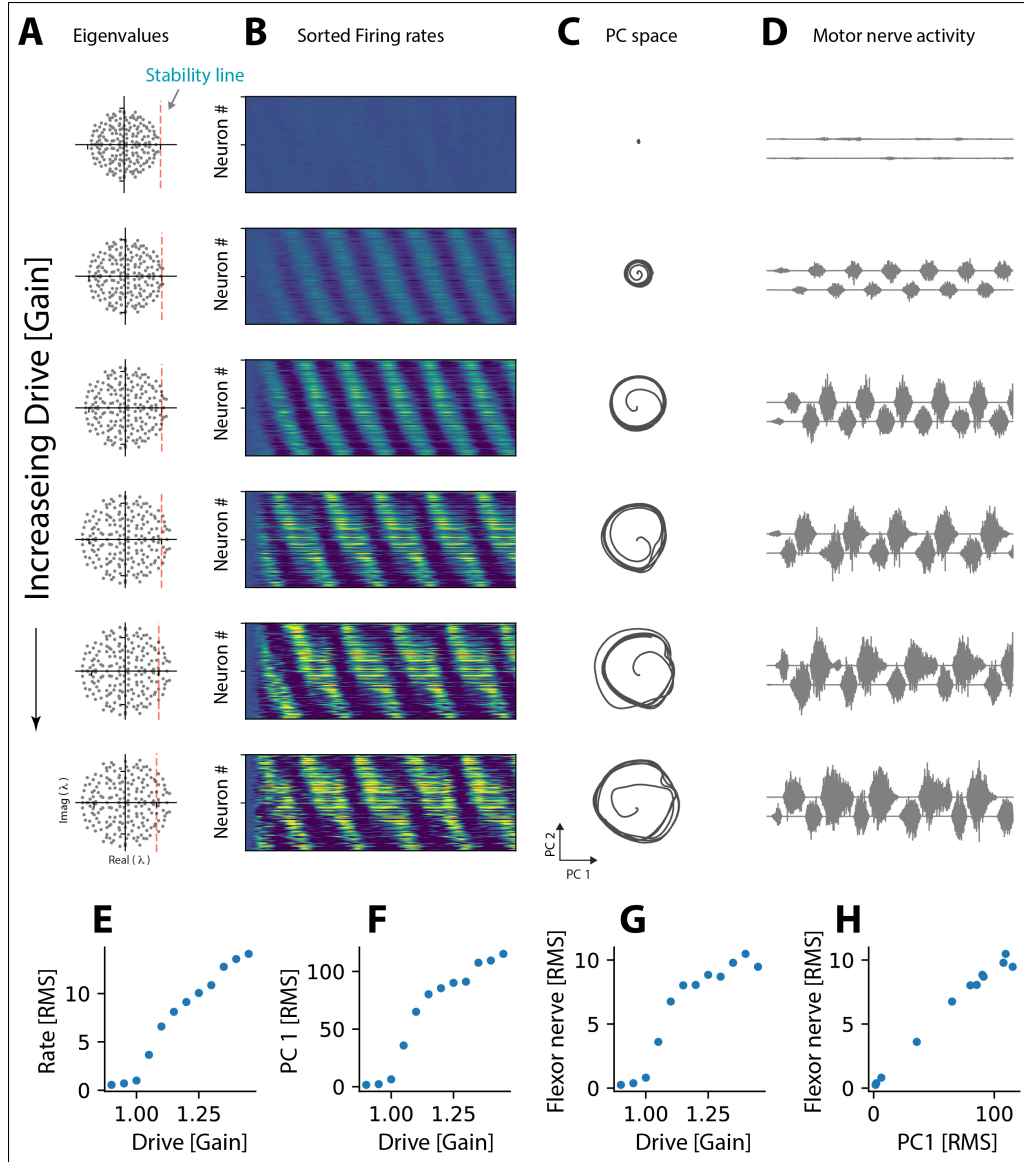 A Eigenvalues
B Sorted Firing rates
C PC space
D Motor nerve activity
Stability line
Increaseing Drive [Gain]
Neuron #
Neuron #
Neuron #
Neuron #
Neuron #
Neuron #
Imag ( λ )
Real ( λ )
PC 2
PC 1
E
Rate [RMS]
10
5
0
1.00 1.25
Drive [Gain]
F
PC 1 [RMS]
100
50
0
1.00 1.25
Drive [Gain]
G
Flexor nerve [RMS]
10
5
0
1.00 1.25
Drive [Gain]
H
Flexor nerve [RMS]
10
5
0
0 100
PC1 [RMS]